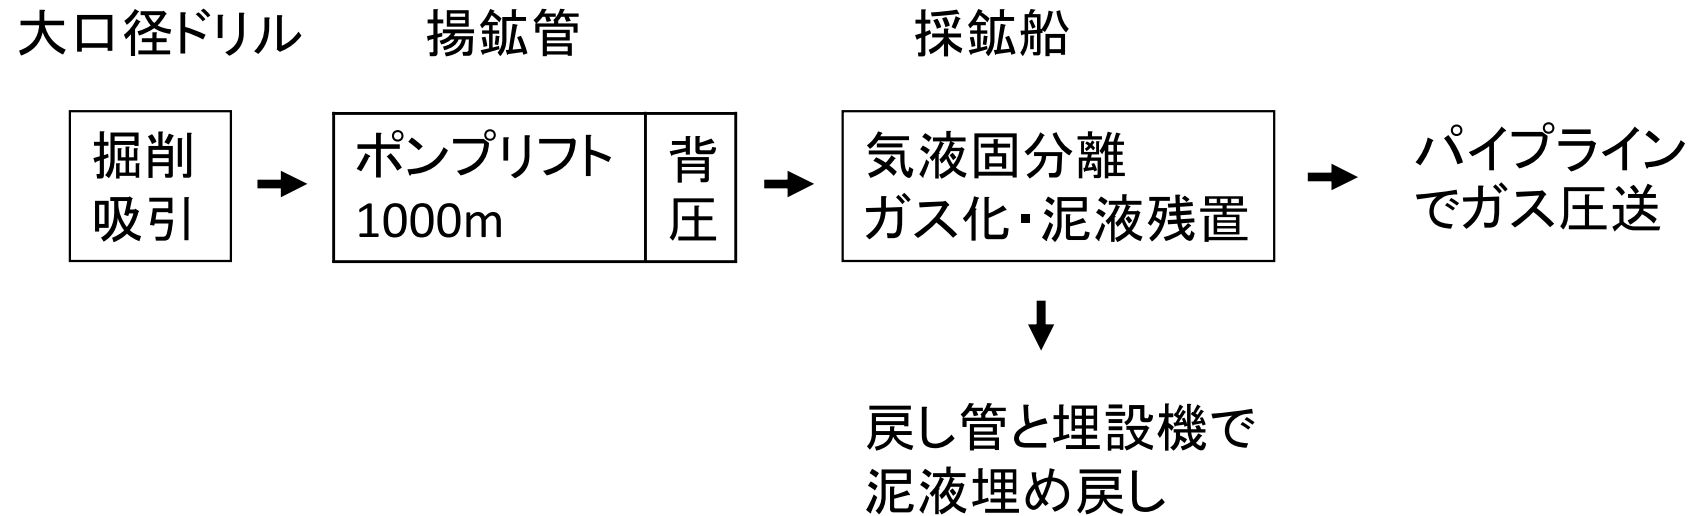 大口径ドリル
揚鉱管
採鉱船
掘削
吸引
ポンプリフト
1000m
背
圧
気液固分離
ガス化・泥液残置
パイプライン
でガス圧送
戻し管と埋設機で
泥液埋め戻し